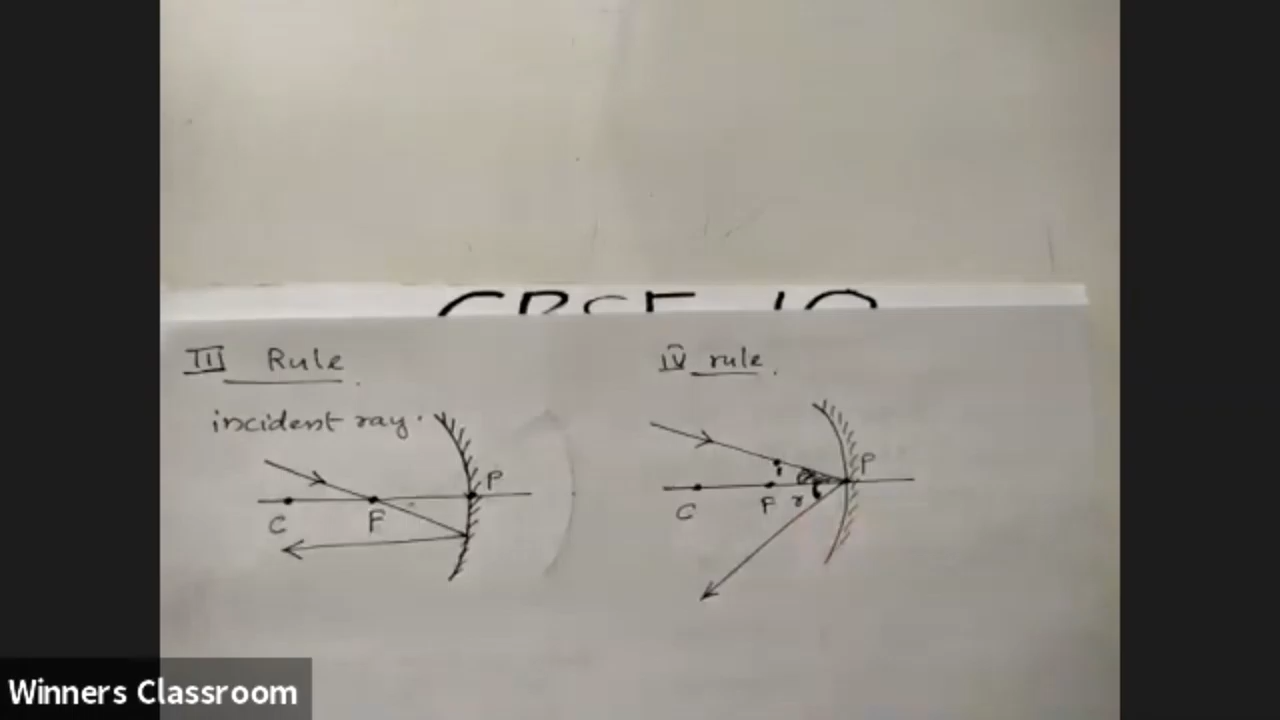 III Rule
incident ray.
P
C F
IV rule.
i
P
C F r
Winners Classroom